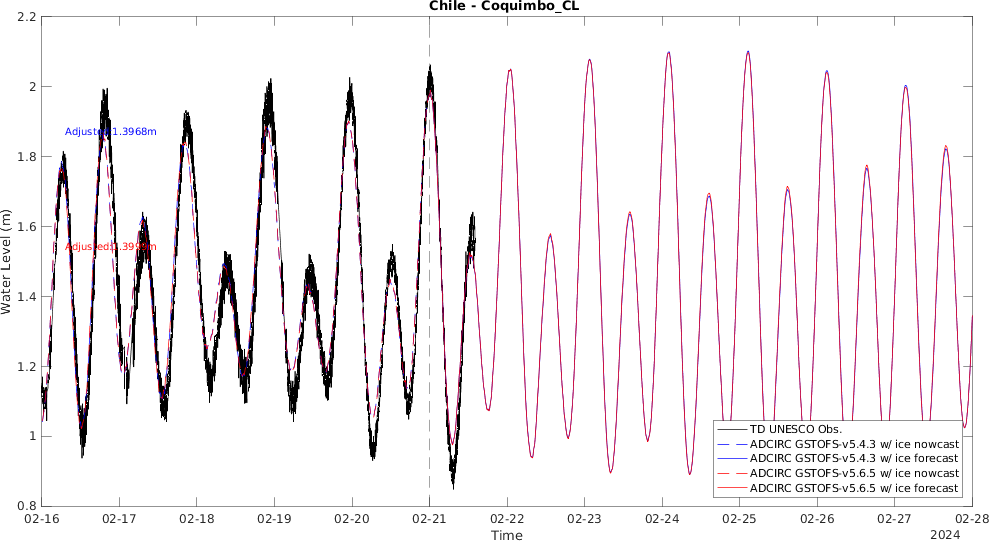 Chile - Coquimbo_CL
2.2
2
1.8
1.6
1.4
1.2
1
0.8
Water Level (m)
Adjusted:1.3968m
TD UNESCO Obs.
ADCIRC GSTOFS-v5.4.3 w/ ice nowcast
ADCIRC GSTOFS-v5.4.3 w/ ice forecast
ADCIRC GSTOFS-v5.6.5 w/ ice nowcast
ADCIRC GSTOFS-v5.6.5 w/ ice forecast
02-16 02-17 02-18 02-19 02-20 02-21 02-22 02-23 02-24 02-25 02-26 02-27 02-28
Time
2024